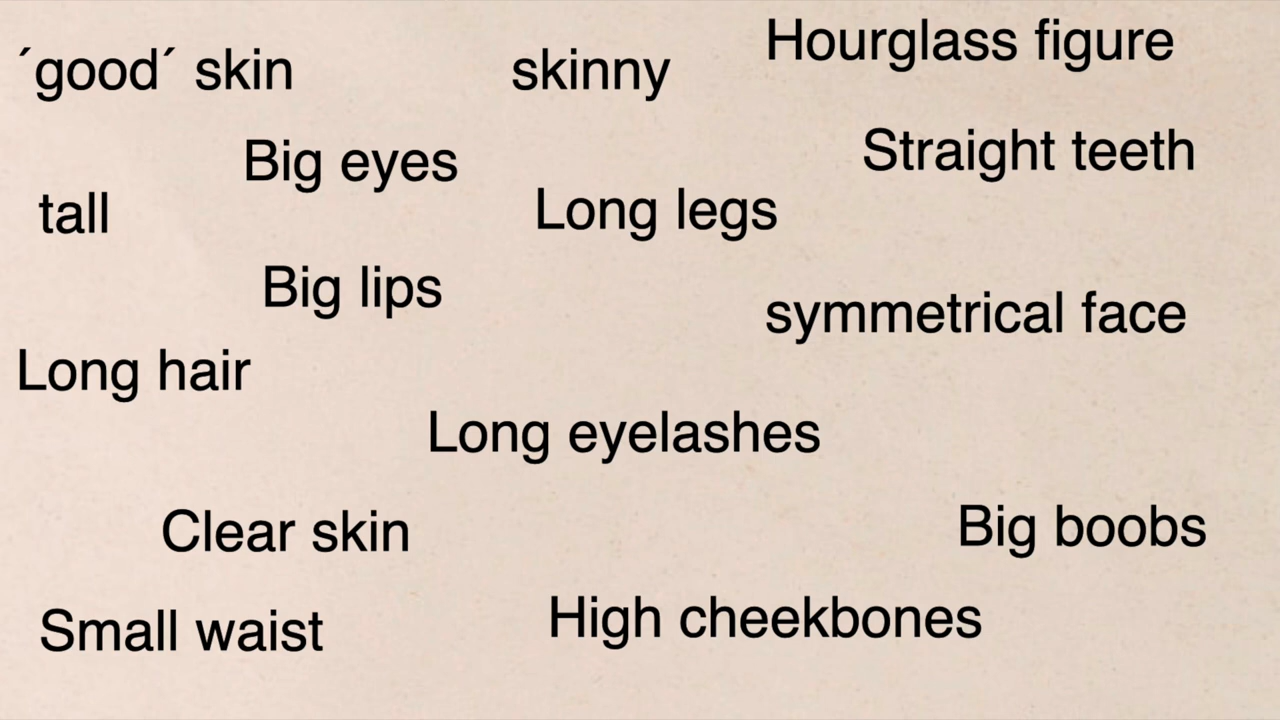 ´good´ skin
skinny
Hourglass figure
Big eyes
Straight teeth
tall
Long legs
Big lips
symmetrical face
Long hair
Long eyelashes
Clear skin
Big boobs
Small waist
High cheekbones